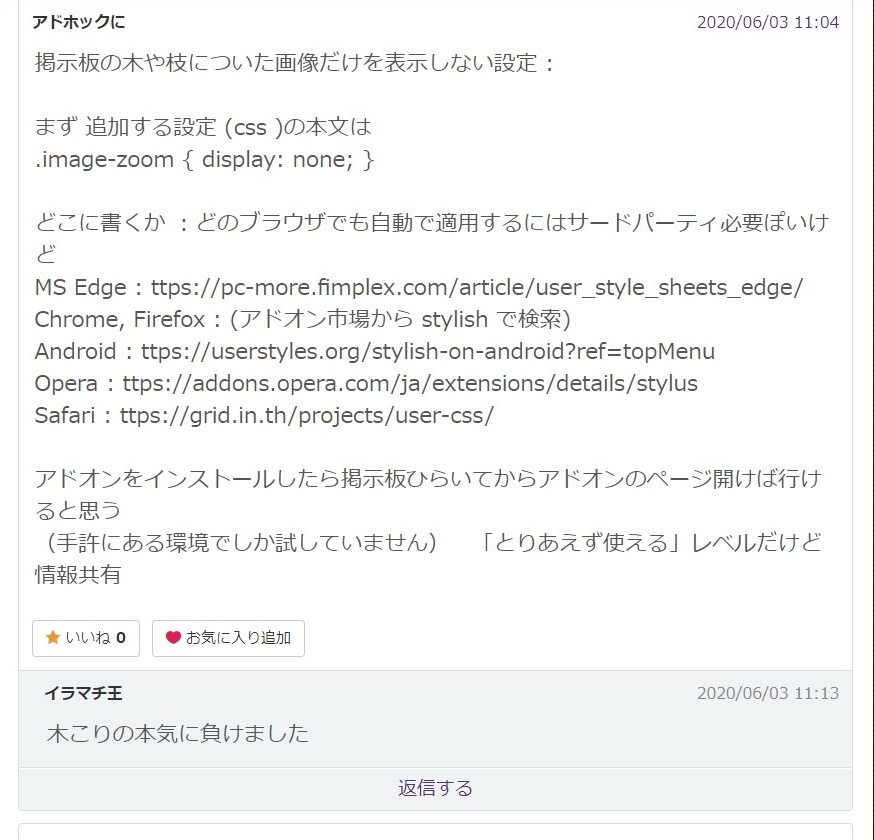 アドホックに 2020/06/03 11:04
掲示板の木や枝についた画像だけを表示しない設定 :
まず 追加する設定 (css )の本文は
.image-zoom { display: none; }
どこに書くか : どのブラウザでも自動で適用するにはサードパーティ必要ぽいけ
ど
MS Edge : ttps://pc-more.fimplex.com/article/user_style_sheets_edge/
Chrome, Firefox : (アドオン市場から stylish で検索)
Android : ttps://userstyles.org/stylish-on-android?ref=topMenu
Opera : ttps://addons.opera.com/ja/extensions/details/stylus
Safari : ttps://grid.in.th/projects/user-css/
アドオンをインストールしたら掲示板ひらいてからアドオンのページ開けば行け
ると思う
（手許にある環境でしか試していません）　「とりあえず使える」レベルだけど
情報共有
いいね 0 お気に入り追加
イラマチ王 2020/06/03 11:13
木こりの本気に負けました
返信する